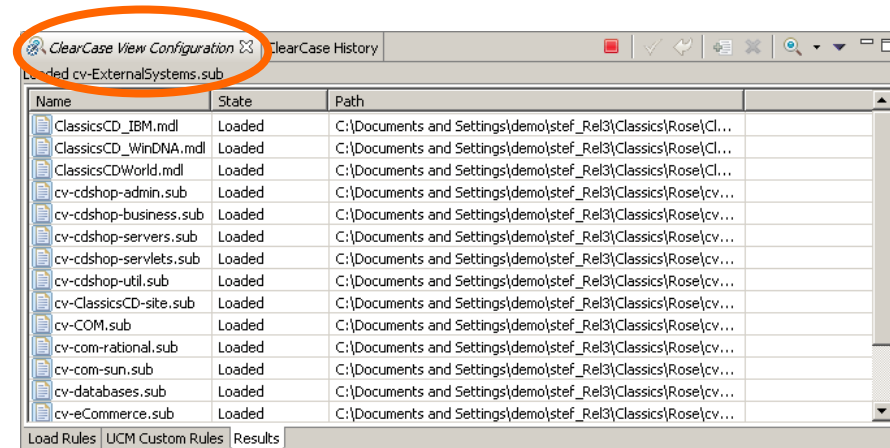 ClearCase View Configuration ClearCase History
Loaded cv-ExternalSystems.sub
Name State Path
ClassicsCD_IBM.mdl Loaded C:\Documents and Settings\demo\stef_Rel3\Classics\Rose\Cl...
ClassicsCD_WinDNA.mdl Loaded C:\Documents and Settings\demo\stef_Rel3\Classics\Rose\Cl...
ClassicsCDWorld.mdl Loaded C:\Documents and Settings\demo\stef_Rel3\Classics\Rose\Cl...
cv-cdshop-admin.sub Loaded C:\Documents and Settings\demo\stef_Rel3\Classics\Rose\cv...
cv-cdshop-business.sub Loaded C:\Documents and Settings\demo\stef_Rel3\Classics\Rose\cv...
cv-cdshop-servers.sub Loaded C:\Documents and Settings\demo\stef_Rel3\Classics\Rose\cv...
cv-cdshop-servlets.sub Loaded C:\Documents and Settings\demo\stef_Rel3\Classics\Rose\cv...
cv-cdshop-util.sub Loaded C:\Documents and Settings\demo\stef_Rel3\Classics\Rose\cv...
cv-ClassicsCD-site.sub Loaded C:\Documents and Settings\demo\stef_Rel3\Classics\Rose\cv...
cv-COM.sub Loaded C:\Documents and Settings\demo\stef_Rel3\Classics\Rose\cv...
cv-com-rational.sub Loaded C:\Documents and Settings\demo\stef_Rel3\Classics\Rose\cv...
cv-com-sun.sub Loaded C:\Documents and Settings\demo\stef_Rel3\Classics\Rose\cv...
cv-databases.sub Loaded C:\Documents and Settings\demo\stef_Rel3\Classics\Rose\cv...
cv-eCommerce.sub Loaded C:\Documents and Settings\demo\stef_Rel3\Classics\Rose\cv...
Load Rules UCM Custom Rules Results